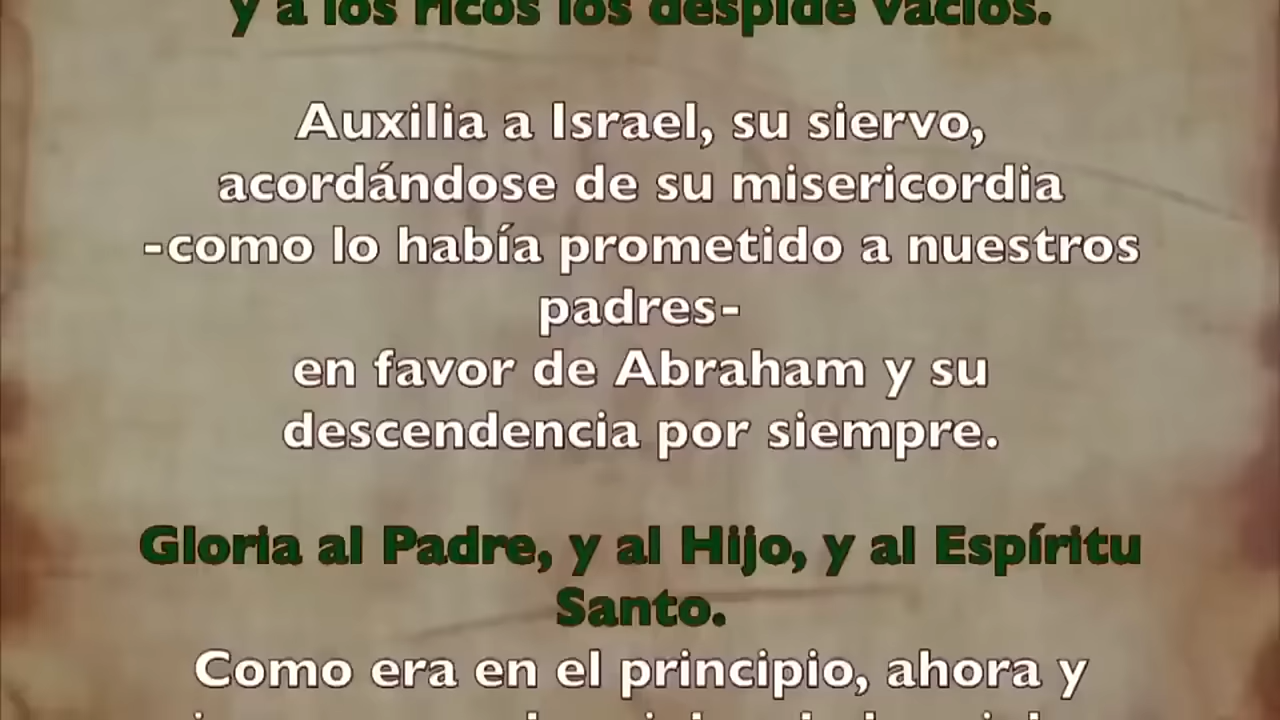 y a los ricos los despide vacíos.
Auxilia a Israel, su siervo,
acordándose de su misericordia
-como lo había prometido a nuestros
padres-
en favor de Abraham y su
descendencia por siempre.
Gloria al Padre, y al Hijo, y al Espíritu
Santo.
Como era en el principio, ahora y